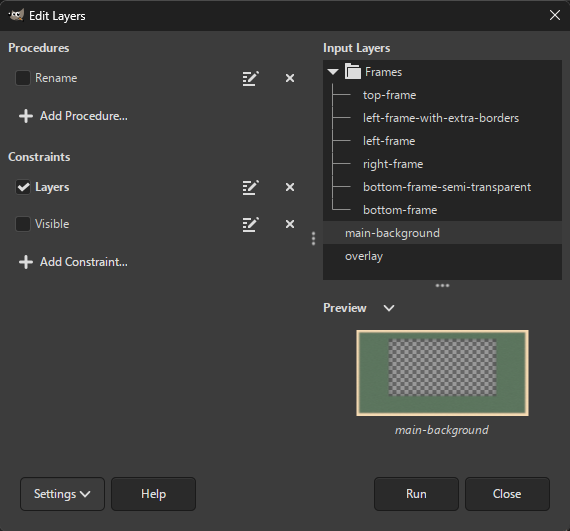 Edit Layers
Procedures
Rename
Add Procedure...
Constraints
Layers
Visible
Add Constraint...
Input Layers
Frames
top-frame
left-frame-with-extra-borders
left-frame
right-frame
bottom-frame-semi-transparent
bottom-frame
main-background
overlay
Preview
main-background
Settings
Help
Run
Close